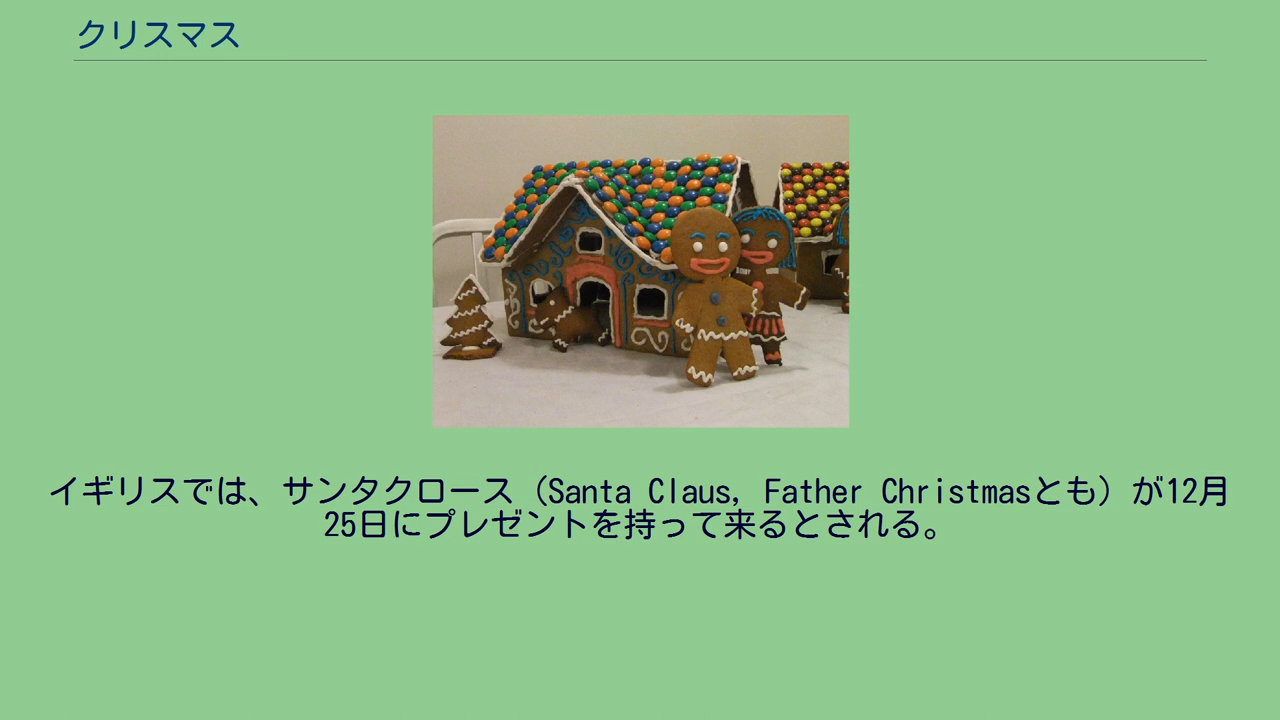 クリスマス
イギリスでは、サンタクロース（Santa Claus, Father Christmasとも）が12月
25日にプレゼントを持って来るとされる。